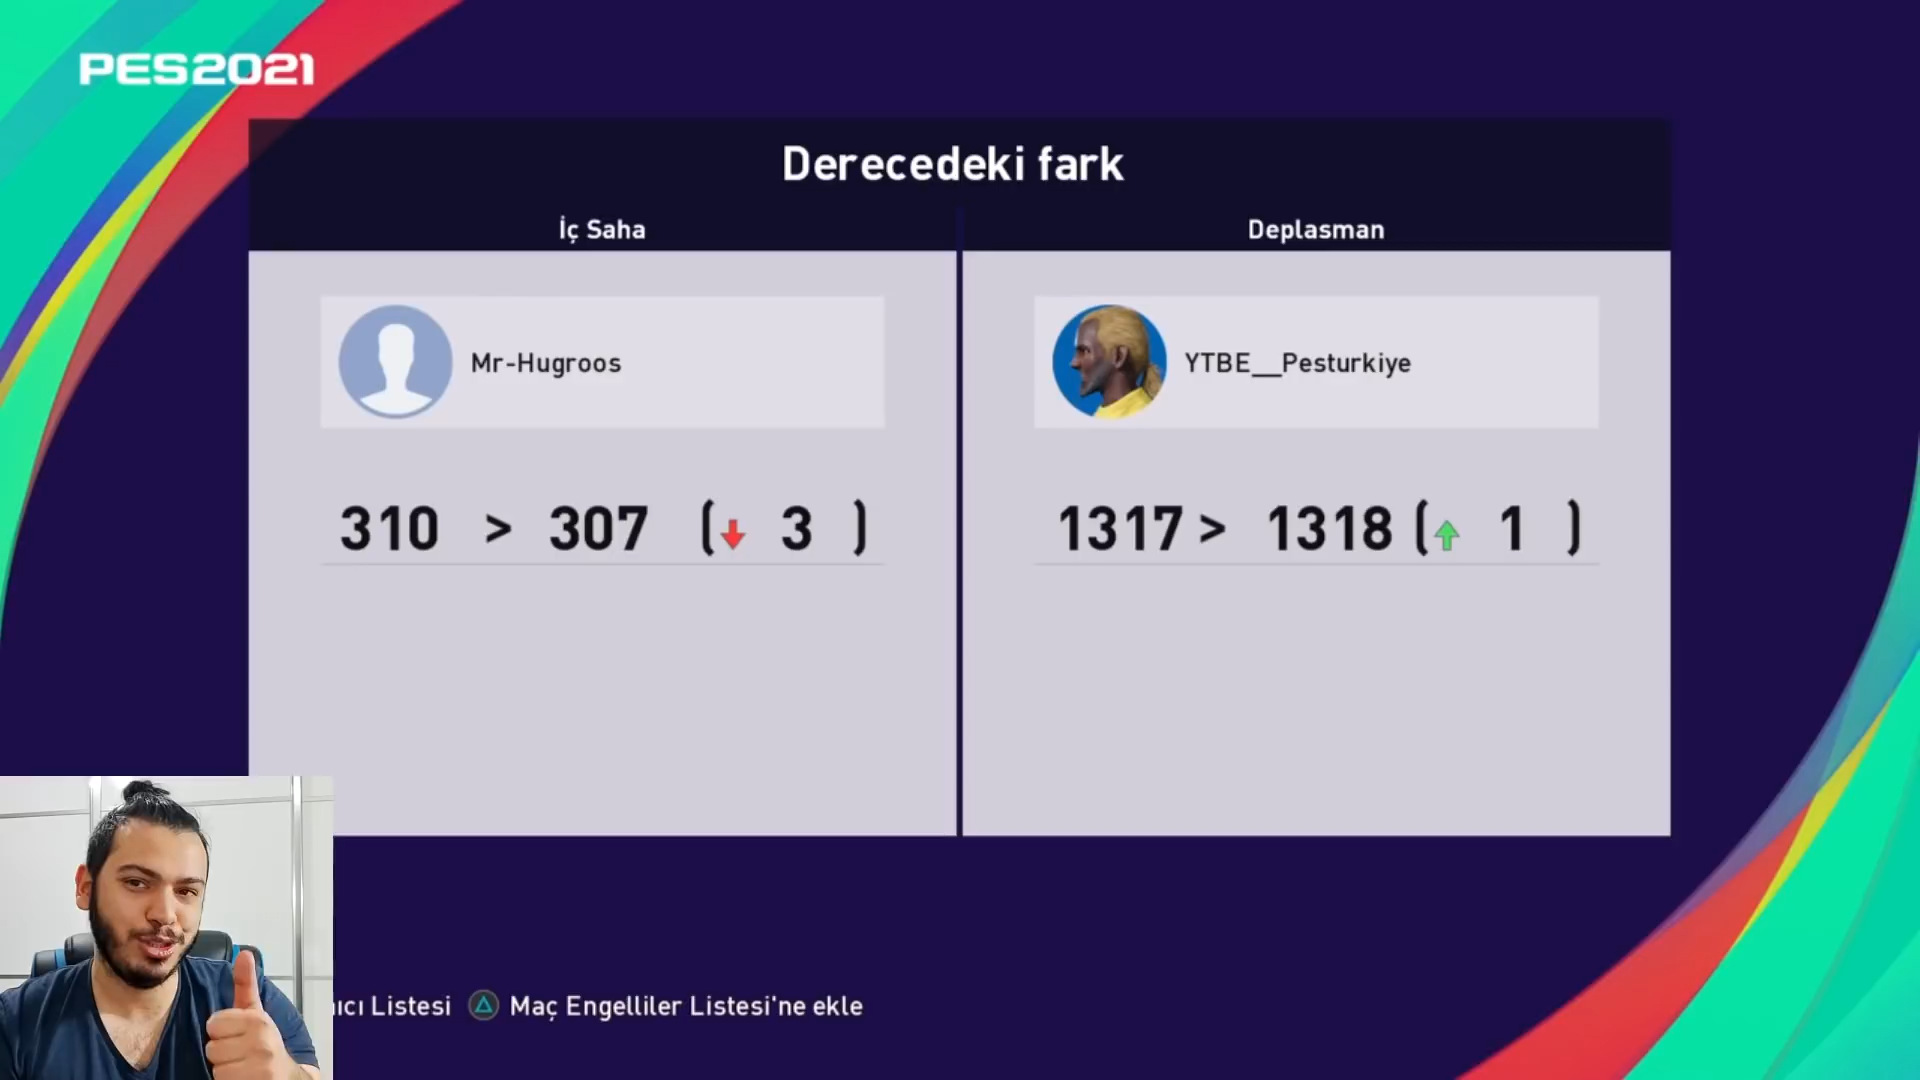 PES2021
Derecedeki fark
İç Saha
Deplasman
Mr-Hugroos
YTBE__Pesturkiye
310 > 307 (↓ 3 )
1317 > 1318 (↑ 1 )
Listesi Maç Engelliler Listesi'ne ekle